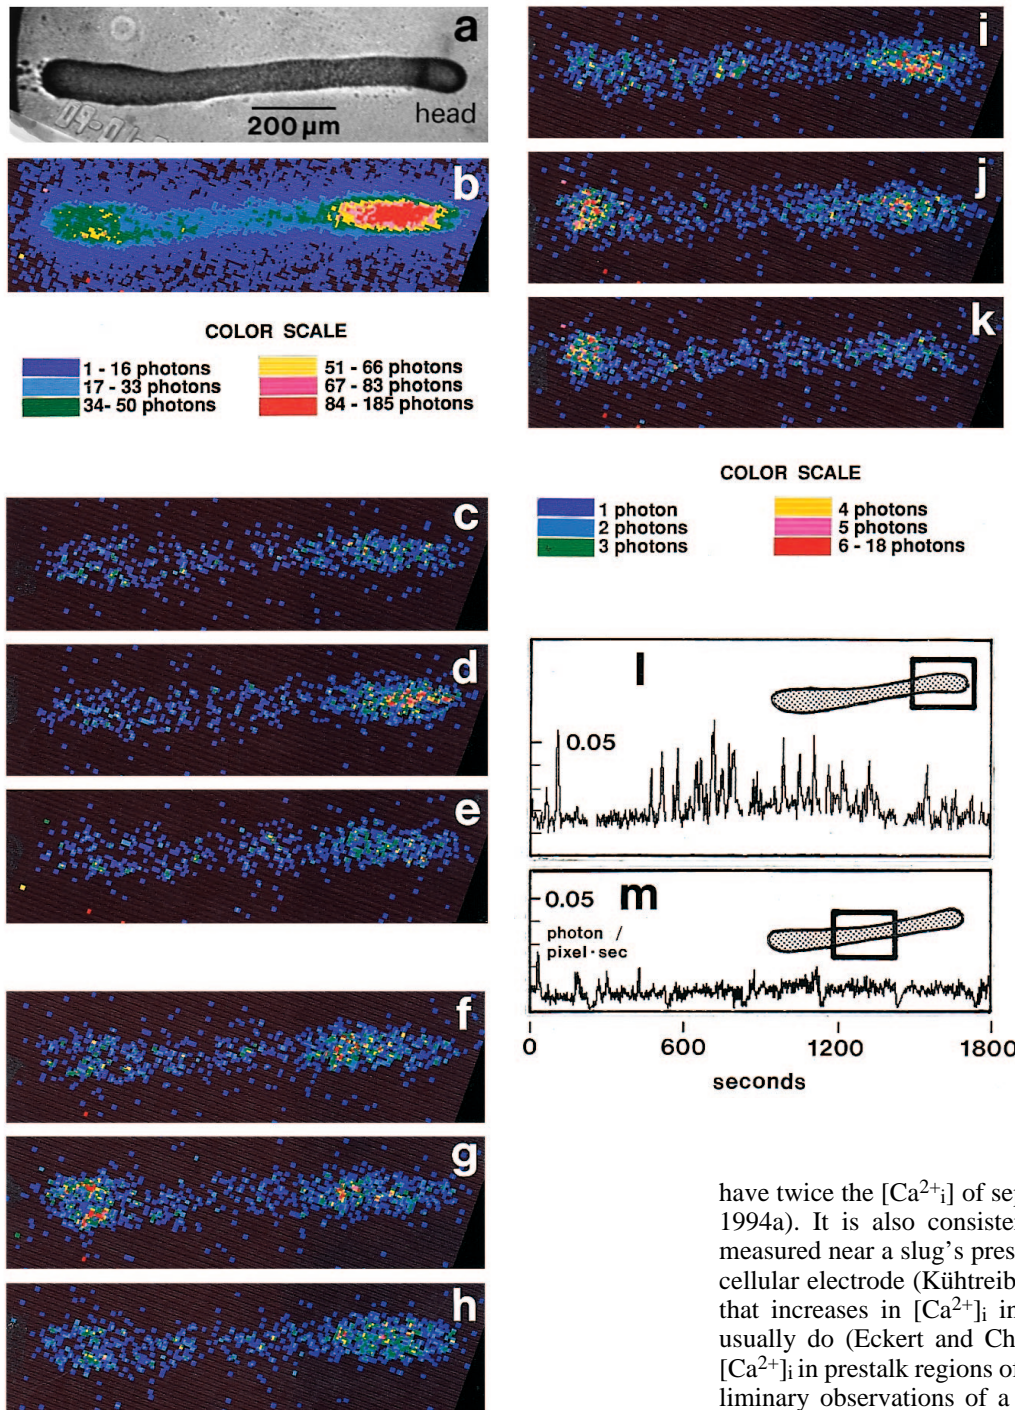 a
head
200 µm
b
COLOR SCALE
1 - 16 photons
17 - 33 photons
34- 50 photons
51 - 66 photons
67 - 83 photons
84 - 185 photons
c
d
e
f
g
h
i
j
k
COLOR SCALE
1 photon
2 photons
3 photons
4 photons
5 photons
6 - 18 photons
l
0.05
m
0.05
photon /
pixel·sec
0
600
1200
1800
seconds
have twice the [Ca²⁺ᵢ] of sep
1994a). It is also consisten
measured near a slug's pres
cellular electrode (Kühtreib
that increases in [Ca²⁺]ᵢ in
usually do (Eckert and Ch
[Ca²⁺]ᵢ in prestalk regions o
liminary observations of a